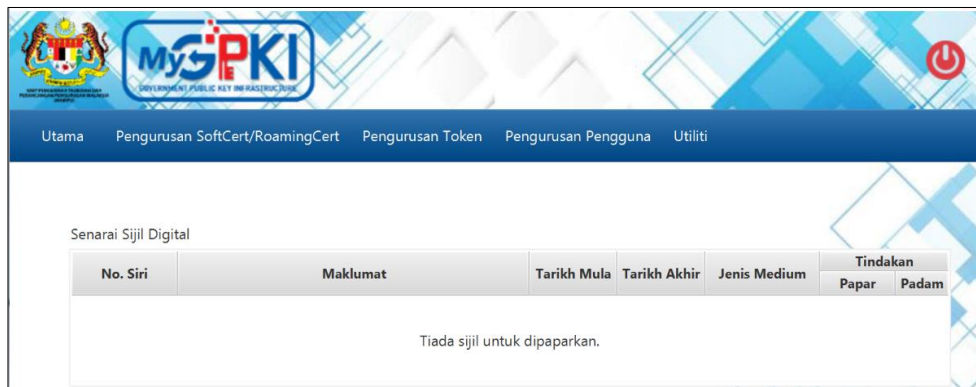 MyGPKI
GOVERNMENT PUBLIC KEY INFRASTRUCTURE
Utama Pengurusan SoftCert/RoamingCert Pengurusan Token Pengurusan Pengguna Utiliti
Senarai Sijil Digital
No. Siri Maklumat Tarikh Mula Tarikh Akhir Jenis Medium Tindakan
Papar Padam
Tiada sijil untuk dipaparkan.